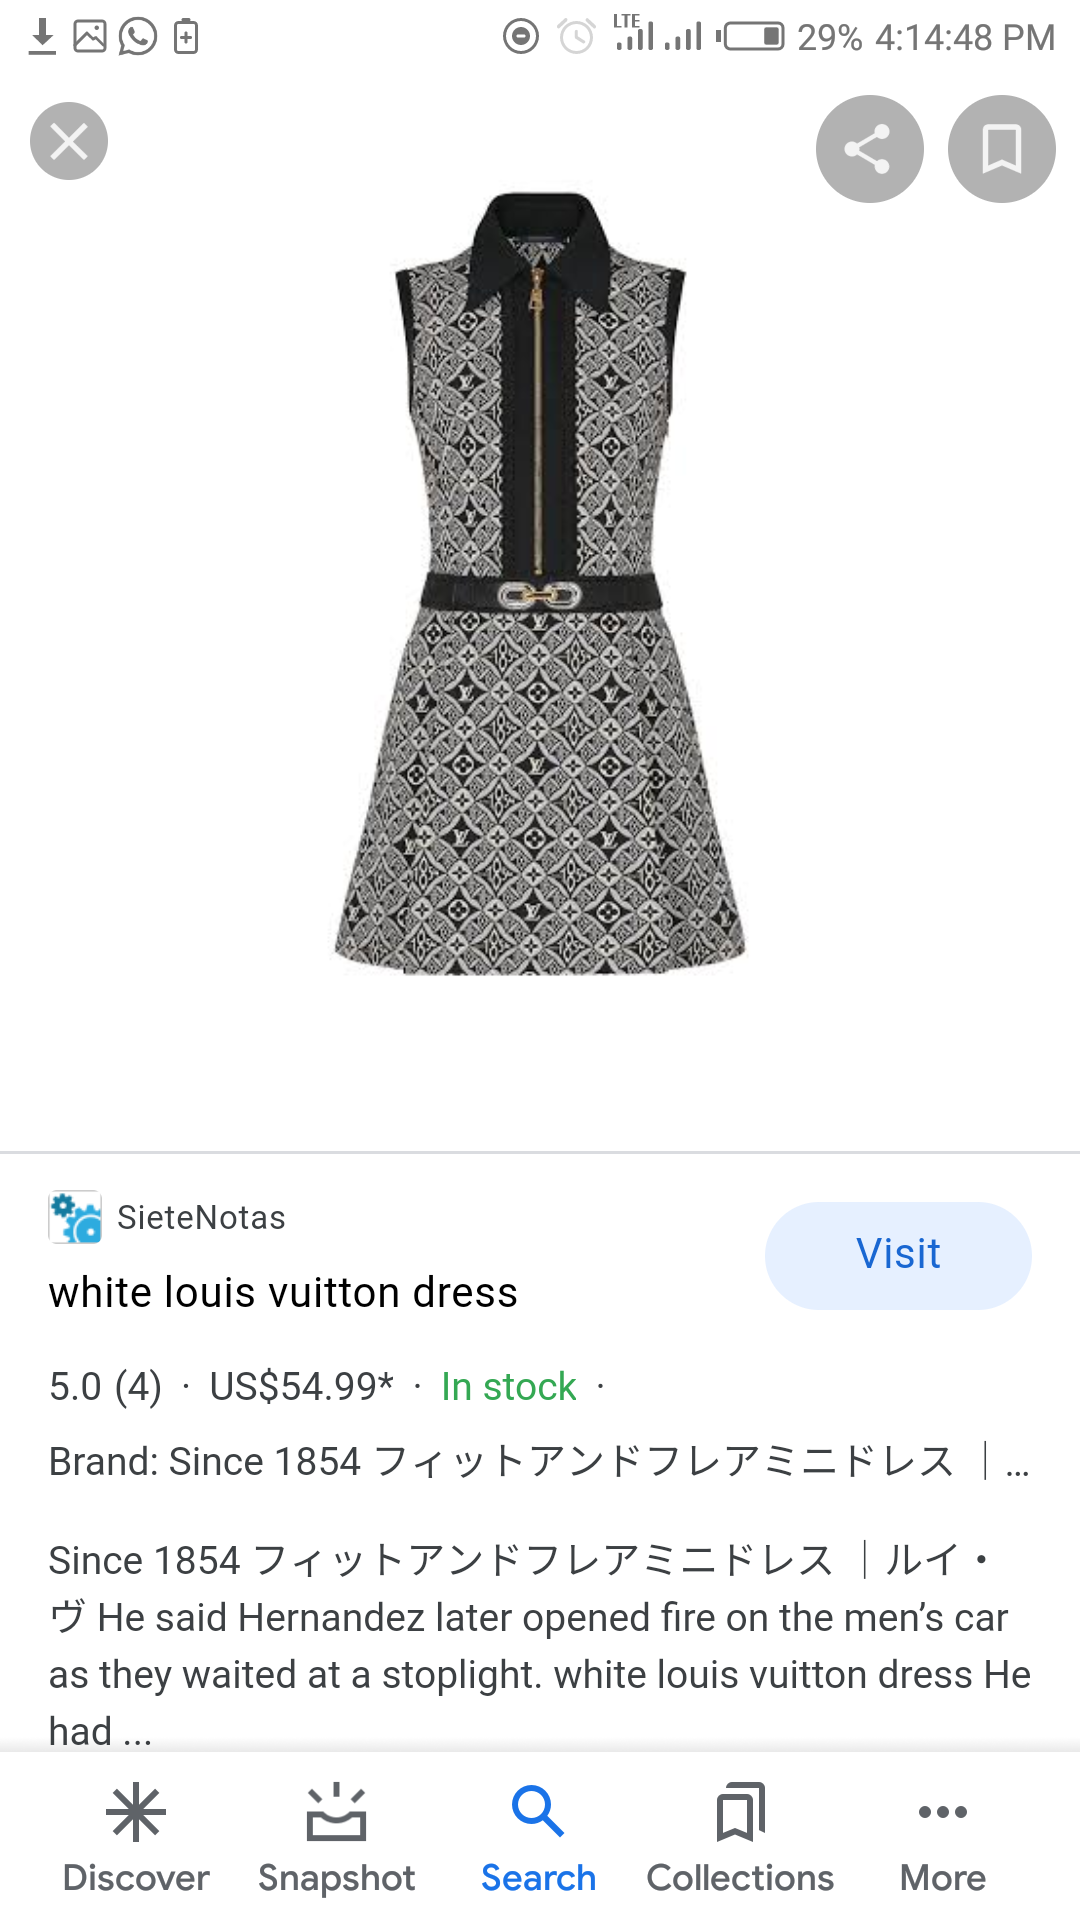 LTE
29% 4:14:48 PM
SieteNotas
Visit
white louis vuitton dress
5.0 (4) · US$54.99* · In stock ·
Brand: Since 1854 フィットアンドフレアミニドレス ｜...
Since 1854 フィットアンドフレアミニドレス ｜ルイ・
ヴ He said Hernandez later opened fire on the men’s car
as they waited at a stoplight. white louis vuitton dress He
had ...
Discover
Snapshot
Search
Collections
More